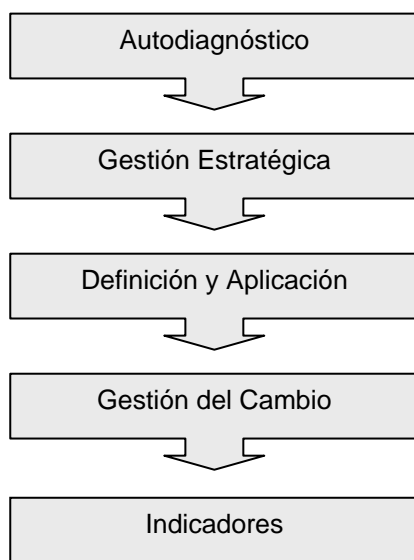 Autodiagnóstico
Gestión Estratégica
Definición y Aplicación
Gestión del Cambio
Indicadores